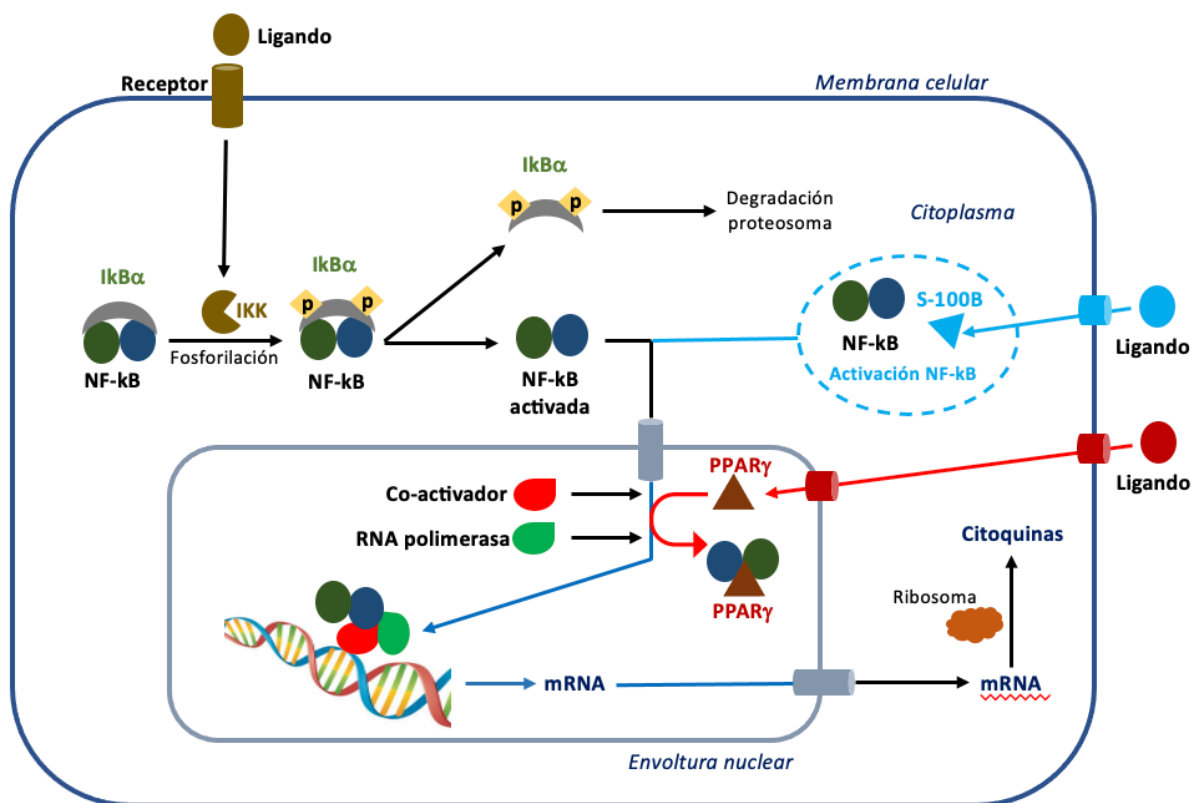 Ligando
Receptor
Membrana celular
IkBα
p p
Degradación
proteosoma
Citoplasma
IkBα
IKK
Fosforilación
NF-kB
IkBα
p p
NF-kB
NF-kB
activada
S-100B
NF-kB
Activación NF-kB
Ligando
PPARγ
Ligando
Co-activador
RNA polimerasa
PPARγ
Citoquinas
Ribosoma
mRNA
mRNA
Envoltura nuclear